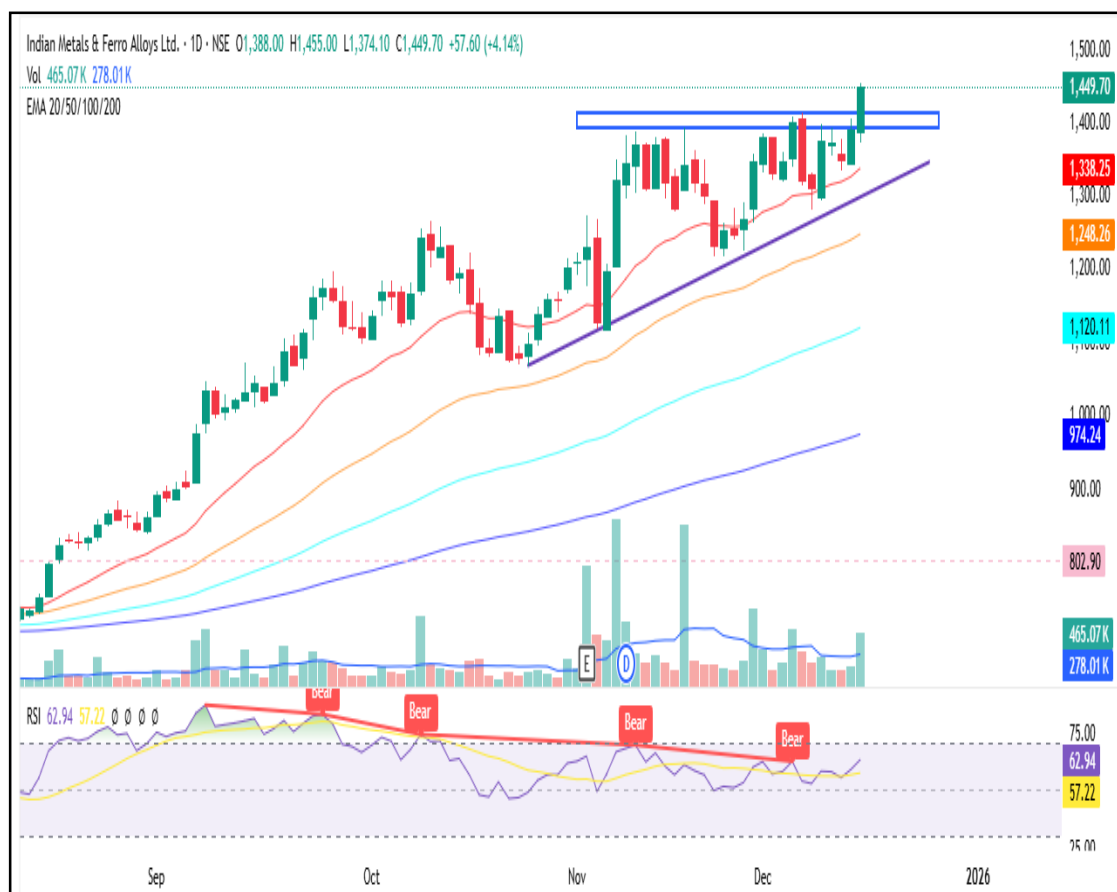 Indian Metals & Ferro Alloys Ltd. · 1D · NSE O1,388.00 H1,455.00 L1,374.10 C1,449.70 +57.60 (+4.14%)
Vol 465.07K 278.01K
EMA 20/50/100/200
1,500.00
1,449.70
1,400.00
1,338.25
1,300.00
1,248.26
1,200.00
1,120.11
1,100.00
1,000.00
974.24
900.00
802.90
465.07K
278.01K
E
D
RSI 62.94 57.22 Ø Ø Ø Ø
Bear
Bear
Bear
Bear
75.00
62.94
57.22
25.00
Sep Oct Nov Dec 2026